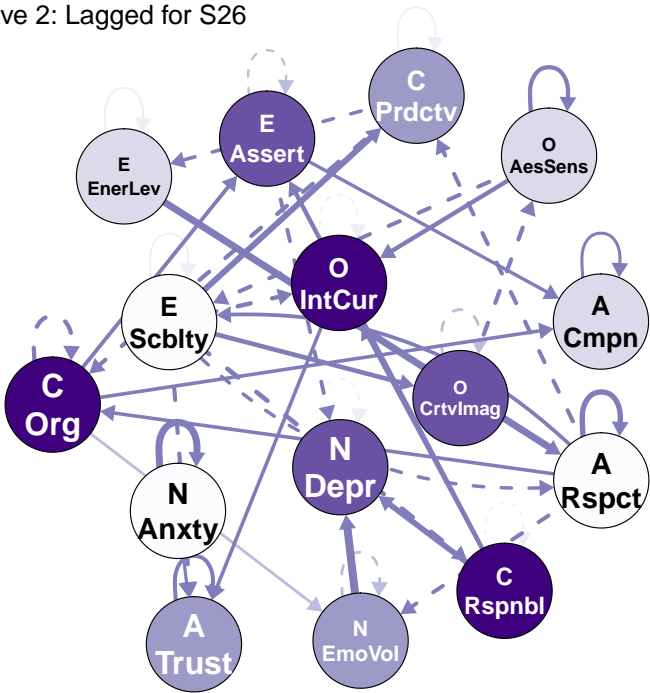 ve 2: Lagged for S26
C
Prdctv
E
Assert
O
AesSens
E
EnerLev
O
IntCur
E
Scblty
A
Cmpn
C
Org
O
CrtvImag
N
Depr
A
Rspct
N
Anxty
C
Rspnbl
A
Trust
N
EmoVol